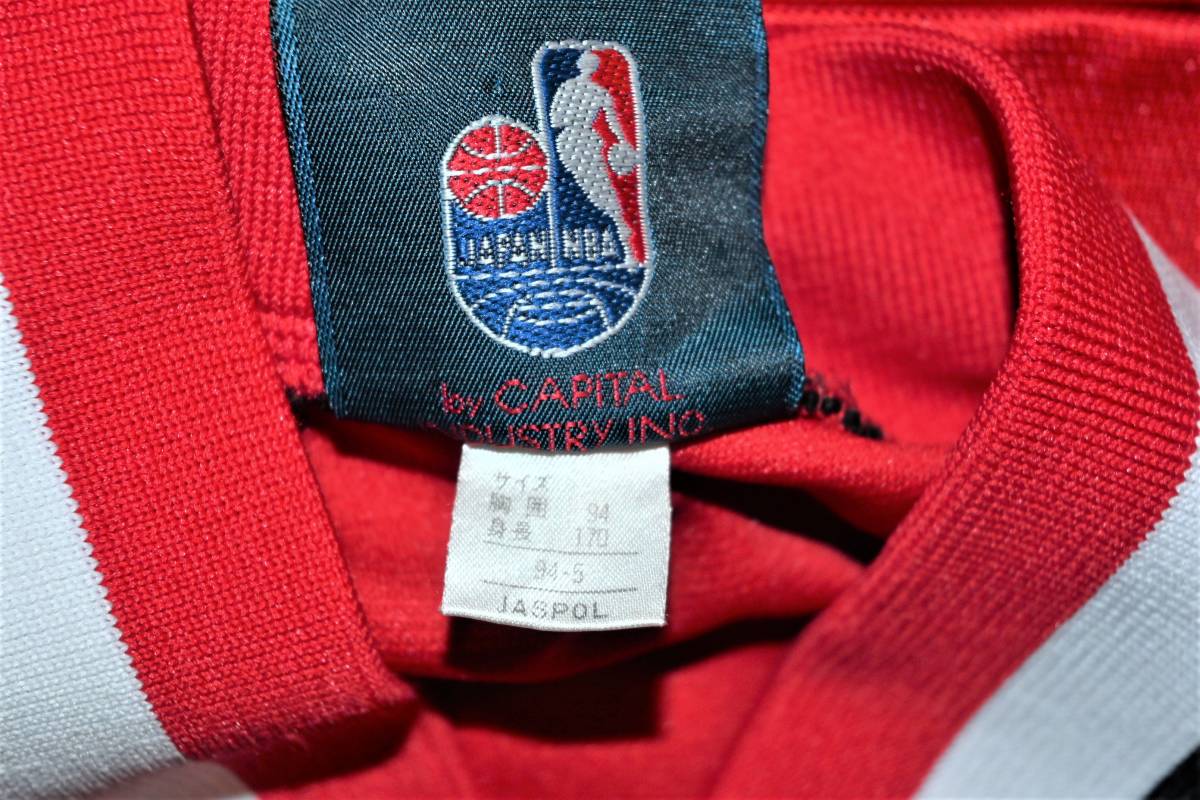 JAPAN NBA
by CAPITAL
INDUSTRY INC
サイズ
胸囲 94
身長 170
94-5
JASPOL